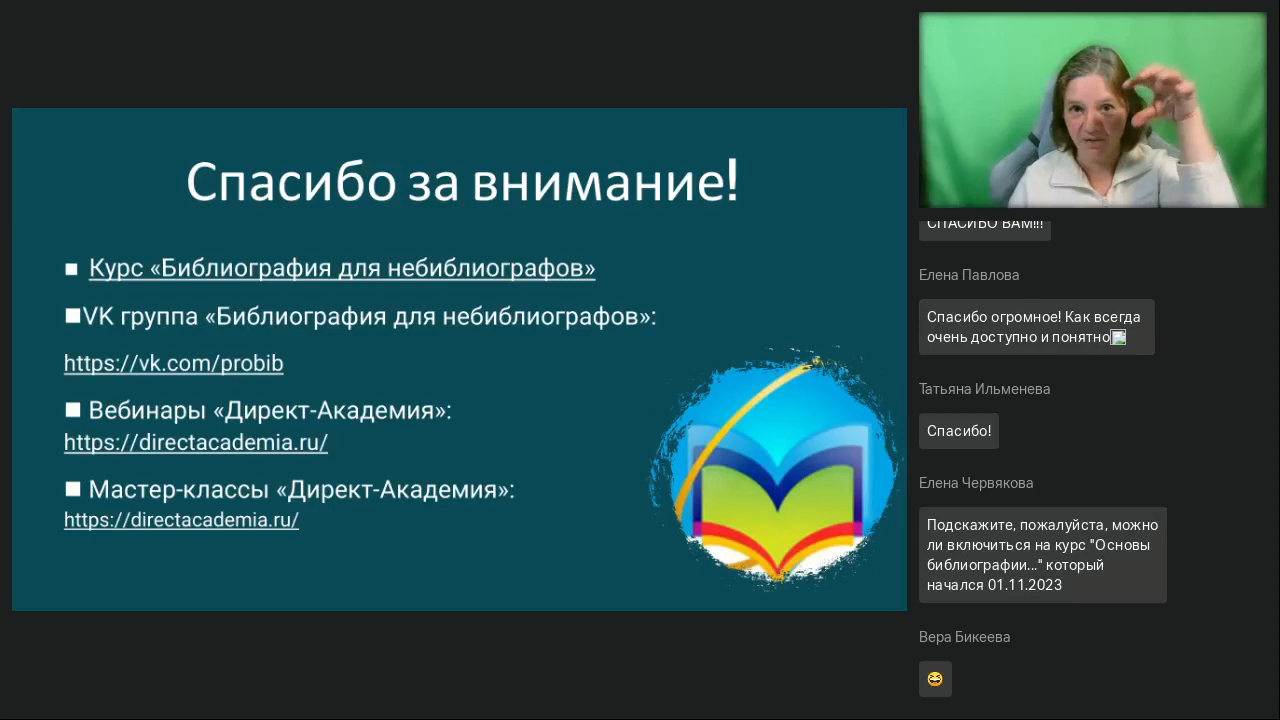 Спасибо за внимание!
■ Курс «Библиография для небиблиографов»
■VK группа «Библиография для небиблиографов»:
https://vk.com/probib
■ Вебинары «Директ-Академия»:
https://directacademia.ru/
■ Мастер-классы «Директ-Академия»:
https://directacademia.ru/
СПАСИБО ВАМ!!!
Елена Павлова
Спасибо огромное! Как всегда
очень доступно и понятно
Татьяна Ильменева
Спасибо!
Елена Червякова
Подскажите, пожалуйста, можно
ли включиться на курс "Основы
библиографии..." который
начался 01.11.2023
Вера Бикеева
😆